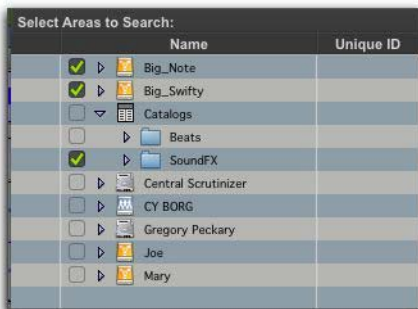 Select Areas to Search:
Name Unique ID
Big_Note
Big_Swifty
Catalogs
Beats
SoundFX
Central Scrutinizer
CY BORG
Gregory Peckary
Joe
Mary